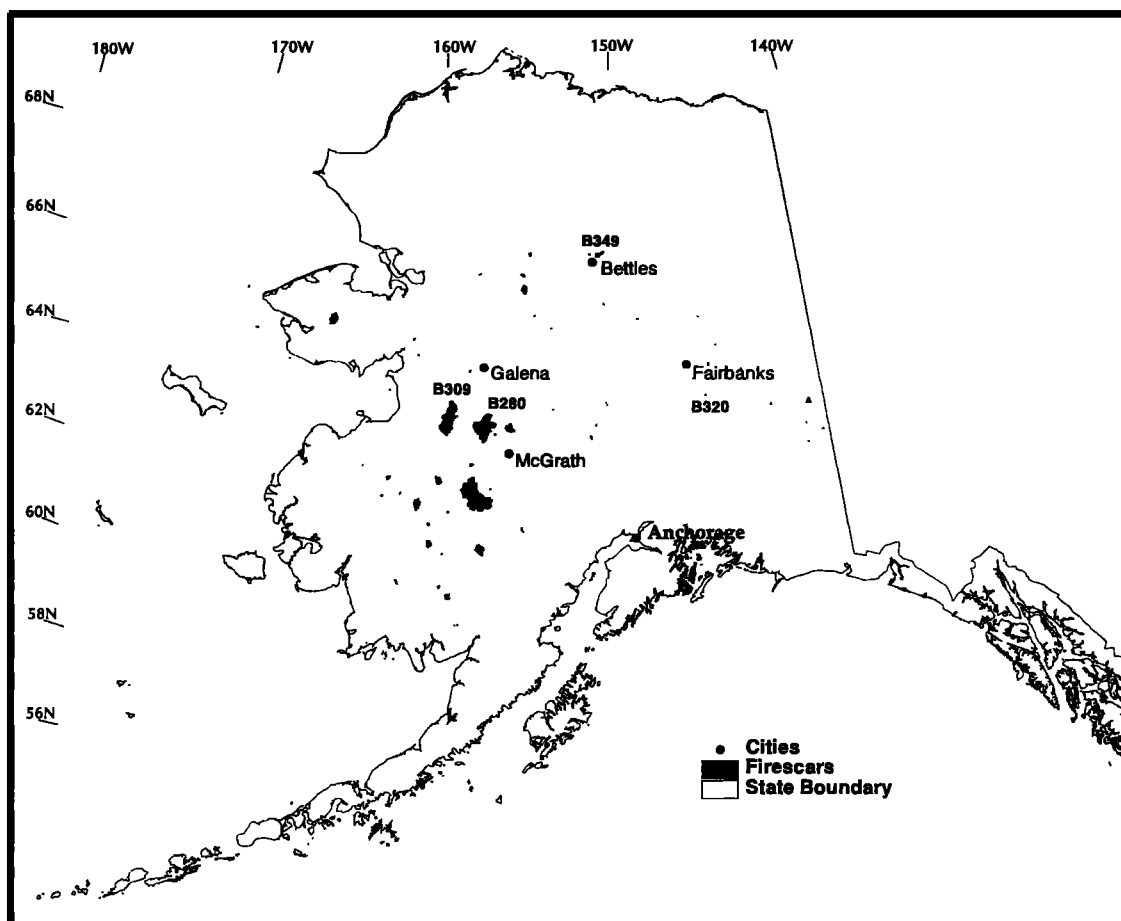 180W
170W
160W
150W
140W
68N
66N
B349
Bettles
64N
Galena
Fairbanks
B309
62N
B280
B320
McGrath
60N
Anchorage
58N
56N
Cities
Firescars
State Boundary